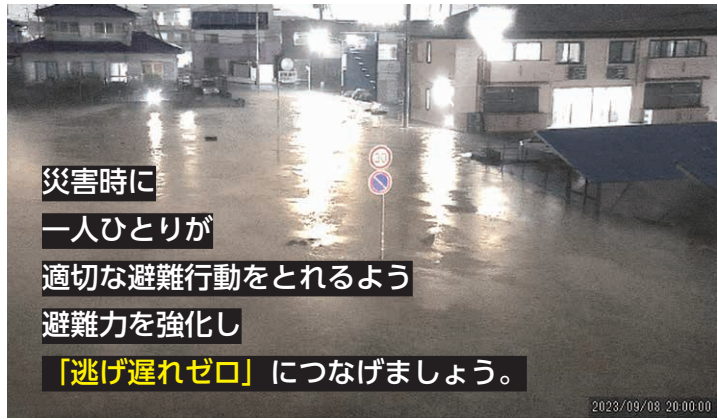 30
災害時に
一人ひとりが
適切な避難行動をとれるよう
避難力を強化し
「逃げ遅れゼロ」につなげましょう。
2023/09/08 20:00:00